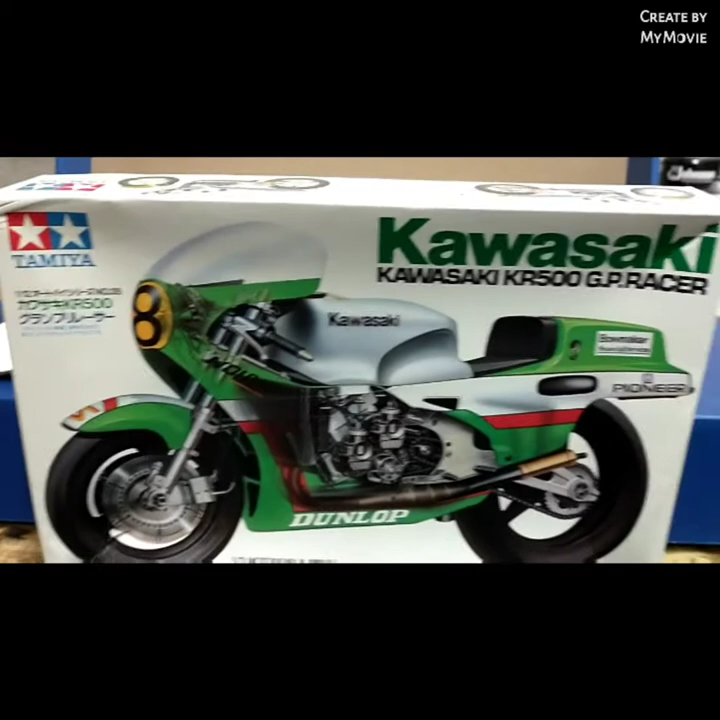 CREATE BY
MYMOVIE
TAMIYA
Kawasaki
KAWASAKI KR500 G.P. RACER
カワサキKR500
グランプリレーサー
8
Kawasaki
Boxmaker
PIONEER
DUNLOP